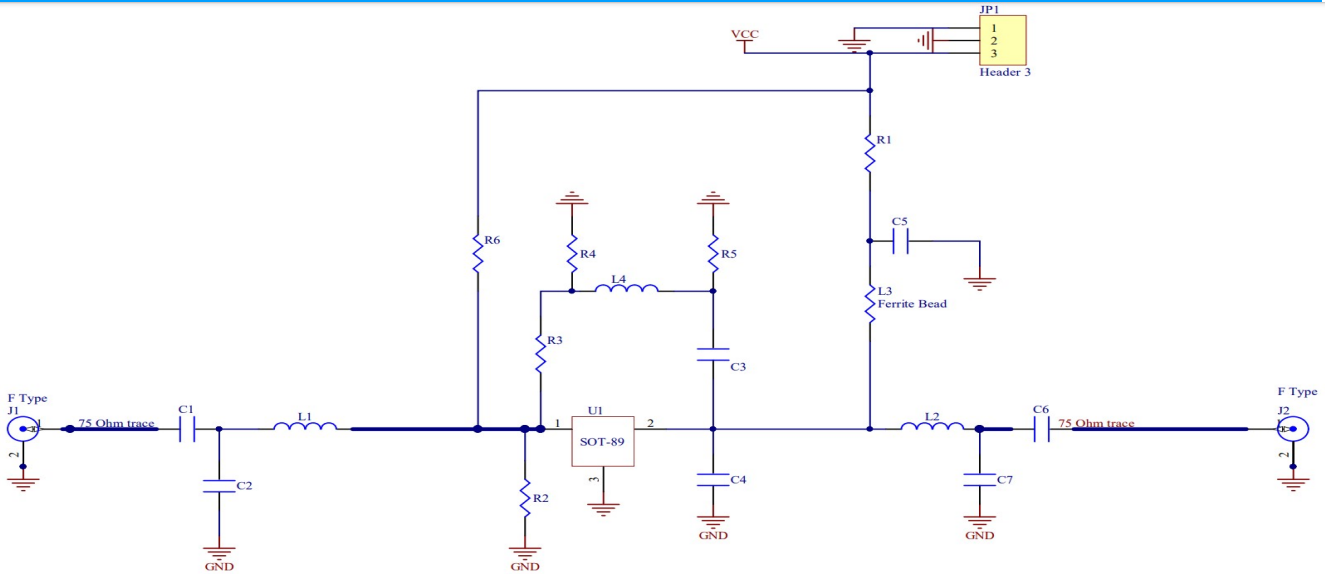 JP1
VCC
1
2
3
Header 3
R1
C5
R6
R4
R5
L4
L3
Ferrite Bead
R3
C3
F Type
J1
1
75 Ohm trace
C1
L1
U1
1
2
SOT-89
L2
C6
75 Ohm trace
F Type
J2
1
2
C2
R2
3
C4
C7
2
GND
GND
GND
GND